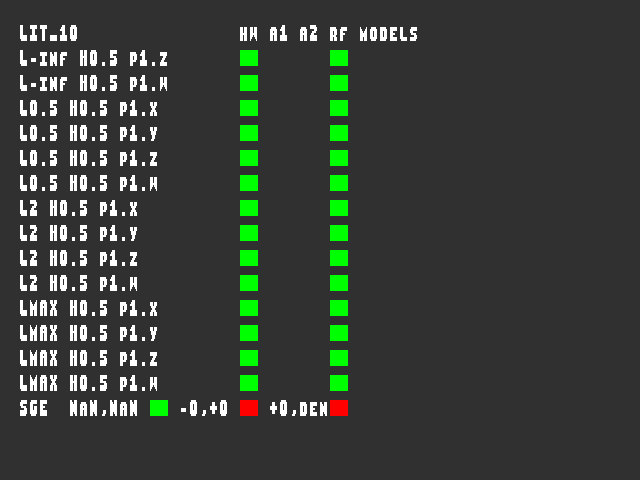 LIT_10 HW A1 A2 RF MODELS
L-INF H0.5 P1.Z
L-INF H0.5 P1.W
L0.5 H0.5 P1.X
L0.5 H0.5 P1.Y
L0.5 H0.5 P1.Z
L0.5 H0.5 P1.W
L2 H0.5 P1.X
L2 H0.5 P1.Y
L2 H0.5 P1.Z
L2 H0.5 P1.W
LMAX H0.5 P1.X
LMAX H0.5 P1.Y
LMAX H0.5 P1.Z
LMAX H0.5 P1.W
SGE NAN,NAN -0,+0 +0,DEN